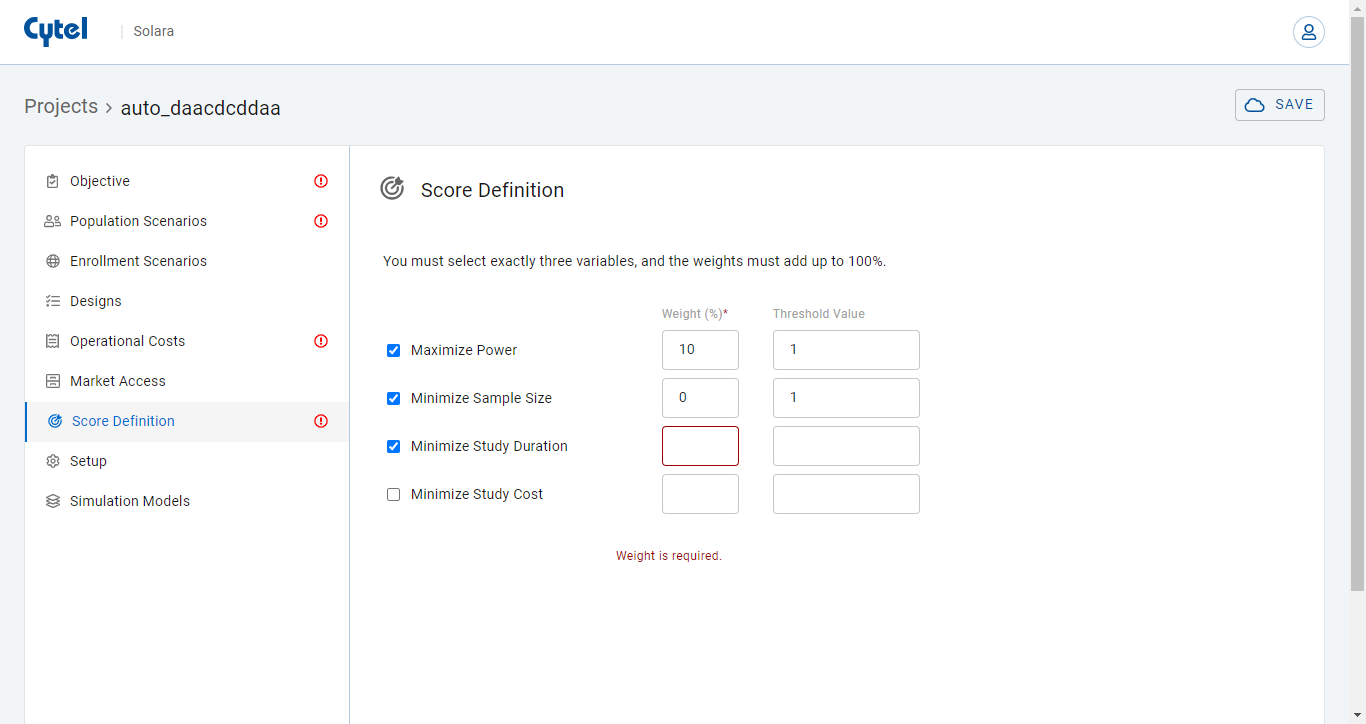 Cytel | Solara
Projects › auto_daacdcddaa
SAVE
Objective
Population Scenarios
Enrollment Scenarios
Designs
Operational Costs
Market Access
Score Definition
Setup
Simulation Models
Score Definition
You must select exactly three variables, and the weights must add up to 100%.
Weight (%)* Threshold Value
Maximize Power 10 1
Minimize Sample Size 0 1
Minimize Study Duration
Minimize Study Cost
Weight is required.